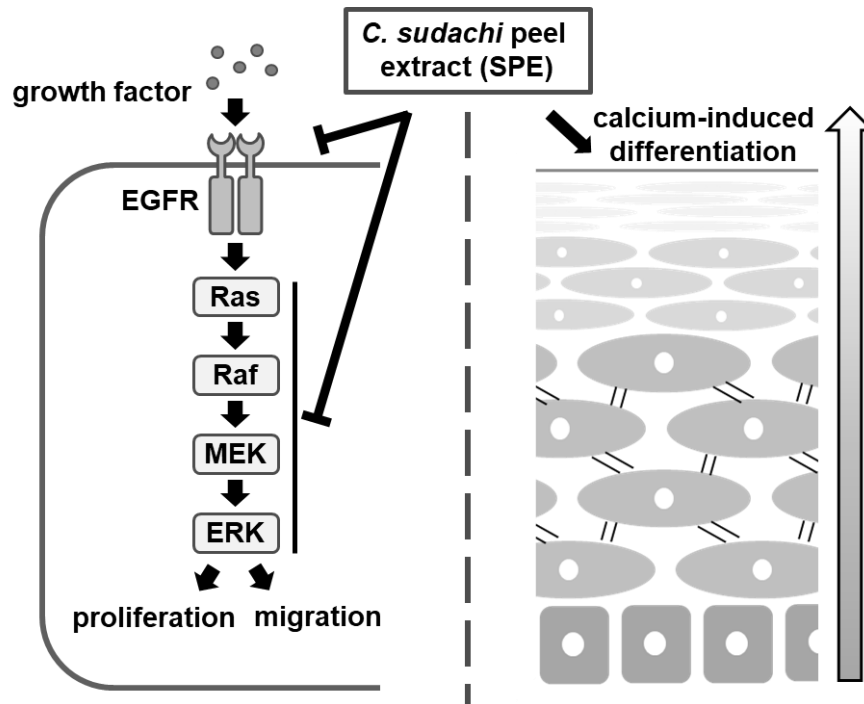 C. sudachi peel
extract (SPE)
growth factor
EGFR
Ras
Raf
MEK
ERK
proliferation migration
calcium-induced
differentiation